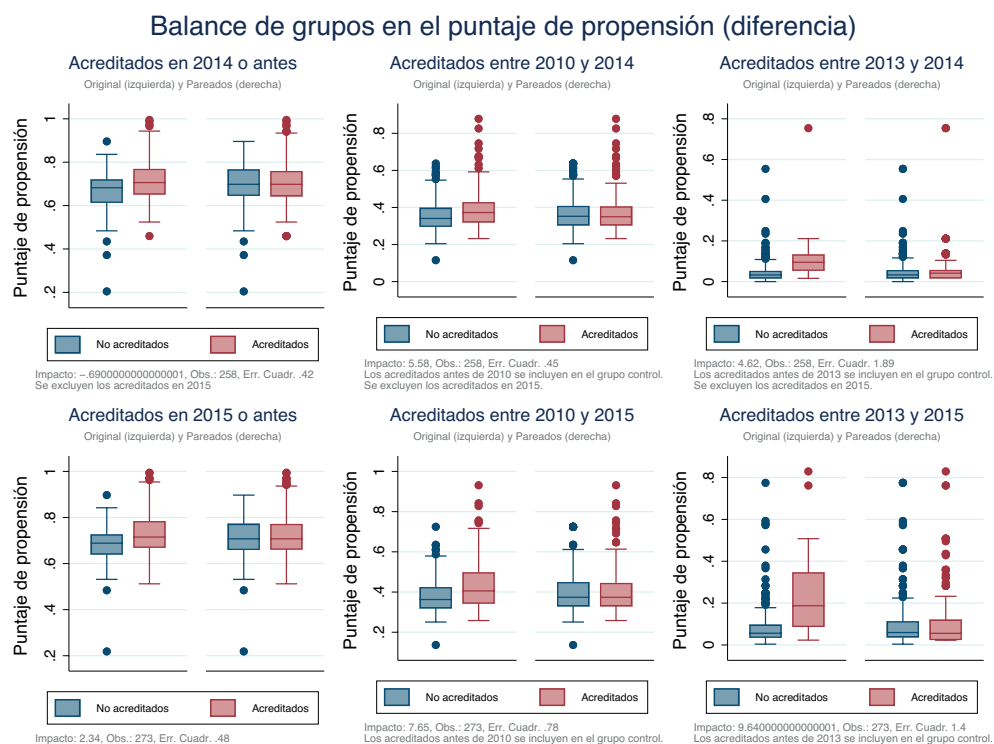 Balance de grupos en el puntaje de propensión (diferencia)
Acreditados en 2014 o antes
Original (izquierda) y Pareados (derecha)
Puntaje de propensión
1
.8
.6
.4
.2
No acreditados
Acreditados
Impacto: −.6900000000000001, Obs.: 258, Err. Cuadr. .42
Se excluyen los acreditados en 2015
Acreditados entre 2010 y 2014
Original (izquierda) y Pareados (derecha)
Puntaje de propensión
.8
.6
.4
.2
0
No acreditados
Acreditados
Impacto: 5.58, Obs.: 258, Err. Cuadr. .45
Los acreditados antes de 2010 se incluyen en el grupo control.
Se excluyen los acreditados en 2015.
Acreditados entre 2013 y 2014
Original (izquierda) y Pareados (derecha)
Puntaje de propensión
.8
.6
.4
.2
0
No acreditados
Acreditados
Impacto: 4.62, Obs.: 258, Err. Cuadr. 1.89
Los acreditados antes de 2013 se incluyen en el grupo control.
Se excluyen los acreditados en 2015.
Acreditados en 2015 o antes
Original (izquierda) y Pareados (derecha)
Puntaje de propensión
1
.8
.6
.4
.2
No acreditados
Acreditados
Impacto: 2.34, Obs.: 273, Err. Cuadr. .48
Acreditados entre 2010 y 2015
Original (izquierda) y Pareados (derecha)
Puntaje de propensión
1
.8
.6
.4
.2
No acreditados
Acreditados
Impacto: 7.65, Obs.: 273, Err. Cuadr. .78
Los acreditados antes de 2010 se incluyen en el grupo control.
Acreditados entre 2013 y 2015
Original (izquierda) y Pareados (derecha)
Puntaje de propensión
.8
.6
.4
.2
0
No acreditados
Acreditados
Impacto: 9.640000000000001, Obs.: 273, Err. Cuadr. 1.4
Los acreditados antes de 2013 se incluyen en el grupo control.